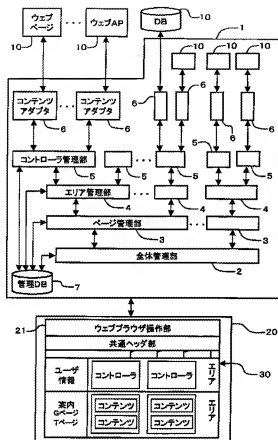 ウェブページ
ウェブAP
DB
10
1
10
10
10
10
10
6
6
6
6
コンテンツアダプタ
コンテンツアダプタ
6
6
コントローラ管理部
5
5
5
5
5
エリア管理部
4
4
4
ページ管理部
3
3
全体管理部
2
管理DB
7
21
ウェブブラウザ操作部
20
共通ヘッダ部
30
ユーザ情報
コントローラ
コントローラ
エリア
案内
Gページ
Tページ
コンテンツ
コンテンツ
コンテンツ
コンテンツ
エリア